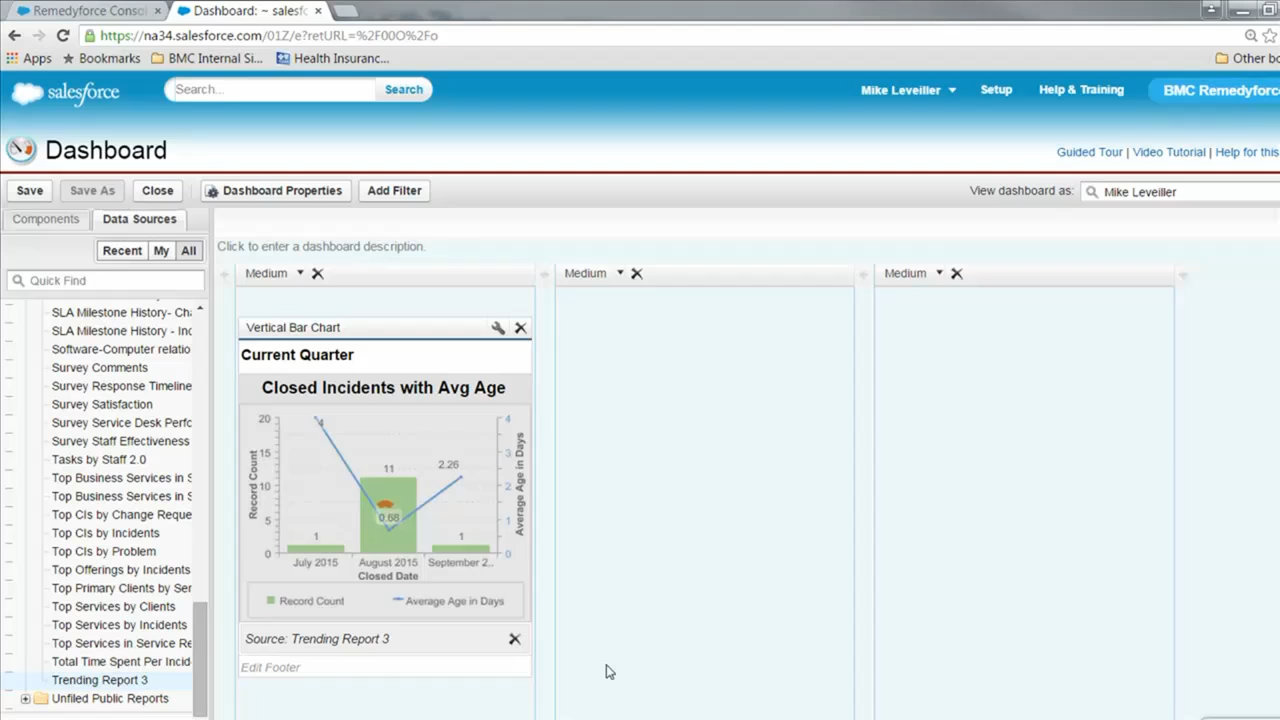 Remedyforce Conso
Dashboard: ~ salesfo
https://na34.salesforce.com/01Z/e?retURL=%2F00O%2Fo
Apps
Bookmarks
BMC Internal Si...
Health Insuranc...
Other bo
salesforce
Search...
Search
Mike Leveiller
Setup
Help & Training
BMC Remedyforc
Dashboard
Guided Tour | Video Tutorial | Help for this
Save
Save As
Close
Dashboard Properties
Add Filter
View dashboard as:
Mike Leveiller
Components
Data Sources
Recent
My
All
Click to enter a dashboard description.
Quick Find
Medium
Medium
Medium
SLA Milestone History- Cha
SLA Milestone History - Inc
Software-Computer relatio
Survey Comments
Survey Response Timeline
Survey Satisfaction
Survey Service Desk Perfo
Survey Staff Effectiveness
Tasks by Staff 2.0
Top Business Services in S
Top Business Services in S
Top CIs by Change Reque
Top CIs by Incidents
Top CIs by Problem
Top Offerings by Incidents
Top Primary Clients by Ser
Top Services by Clients
Top Services by Incidents
Top Services in Service Re
Total Time Spent Per Incid
Trending Report 3
Unfiled Public Reports
Vertical Bar Chart
Current Quarter
Closed Incidents with Avg Age
Record Count
20
15
10
5
0
4
11
2.26
0.68
1
1
4
3
2
1
0
Average Age in Days
July 2015
August 2015
September 2..
Closed Date
Record Count
Average Age in Days
Source: Trending Report 3
Edit Footer